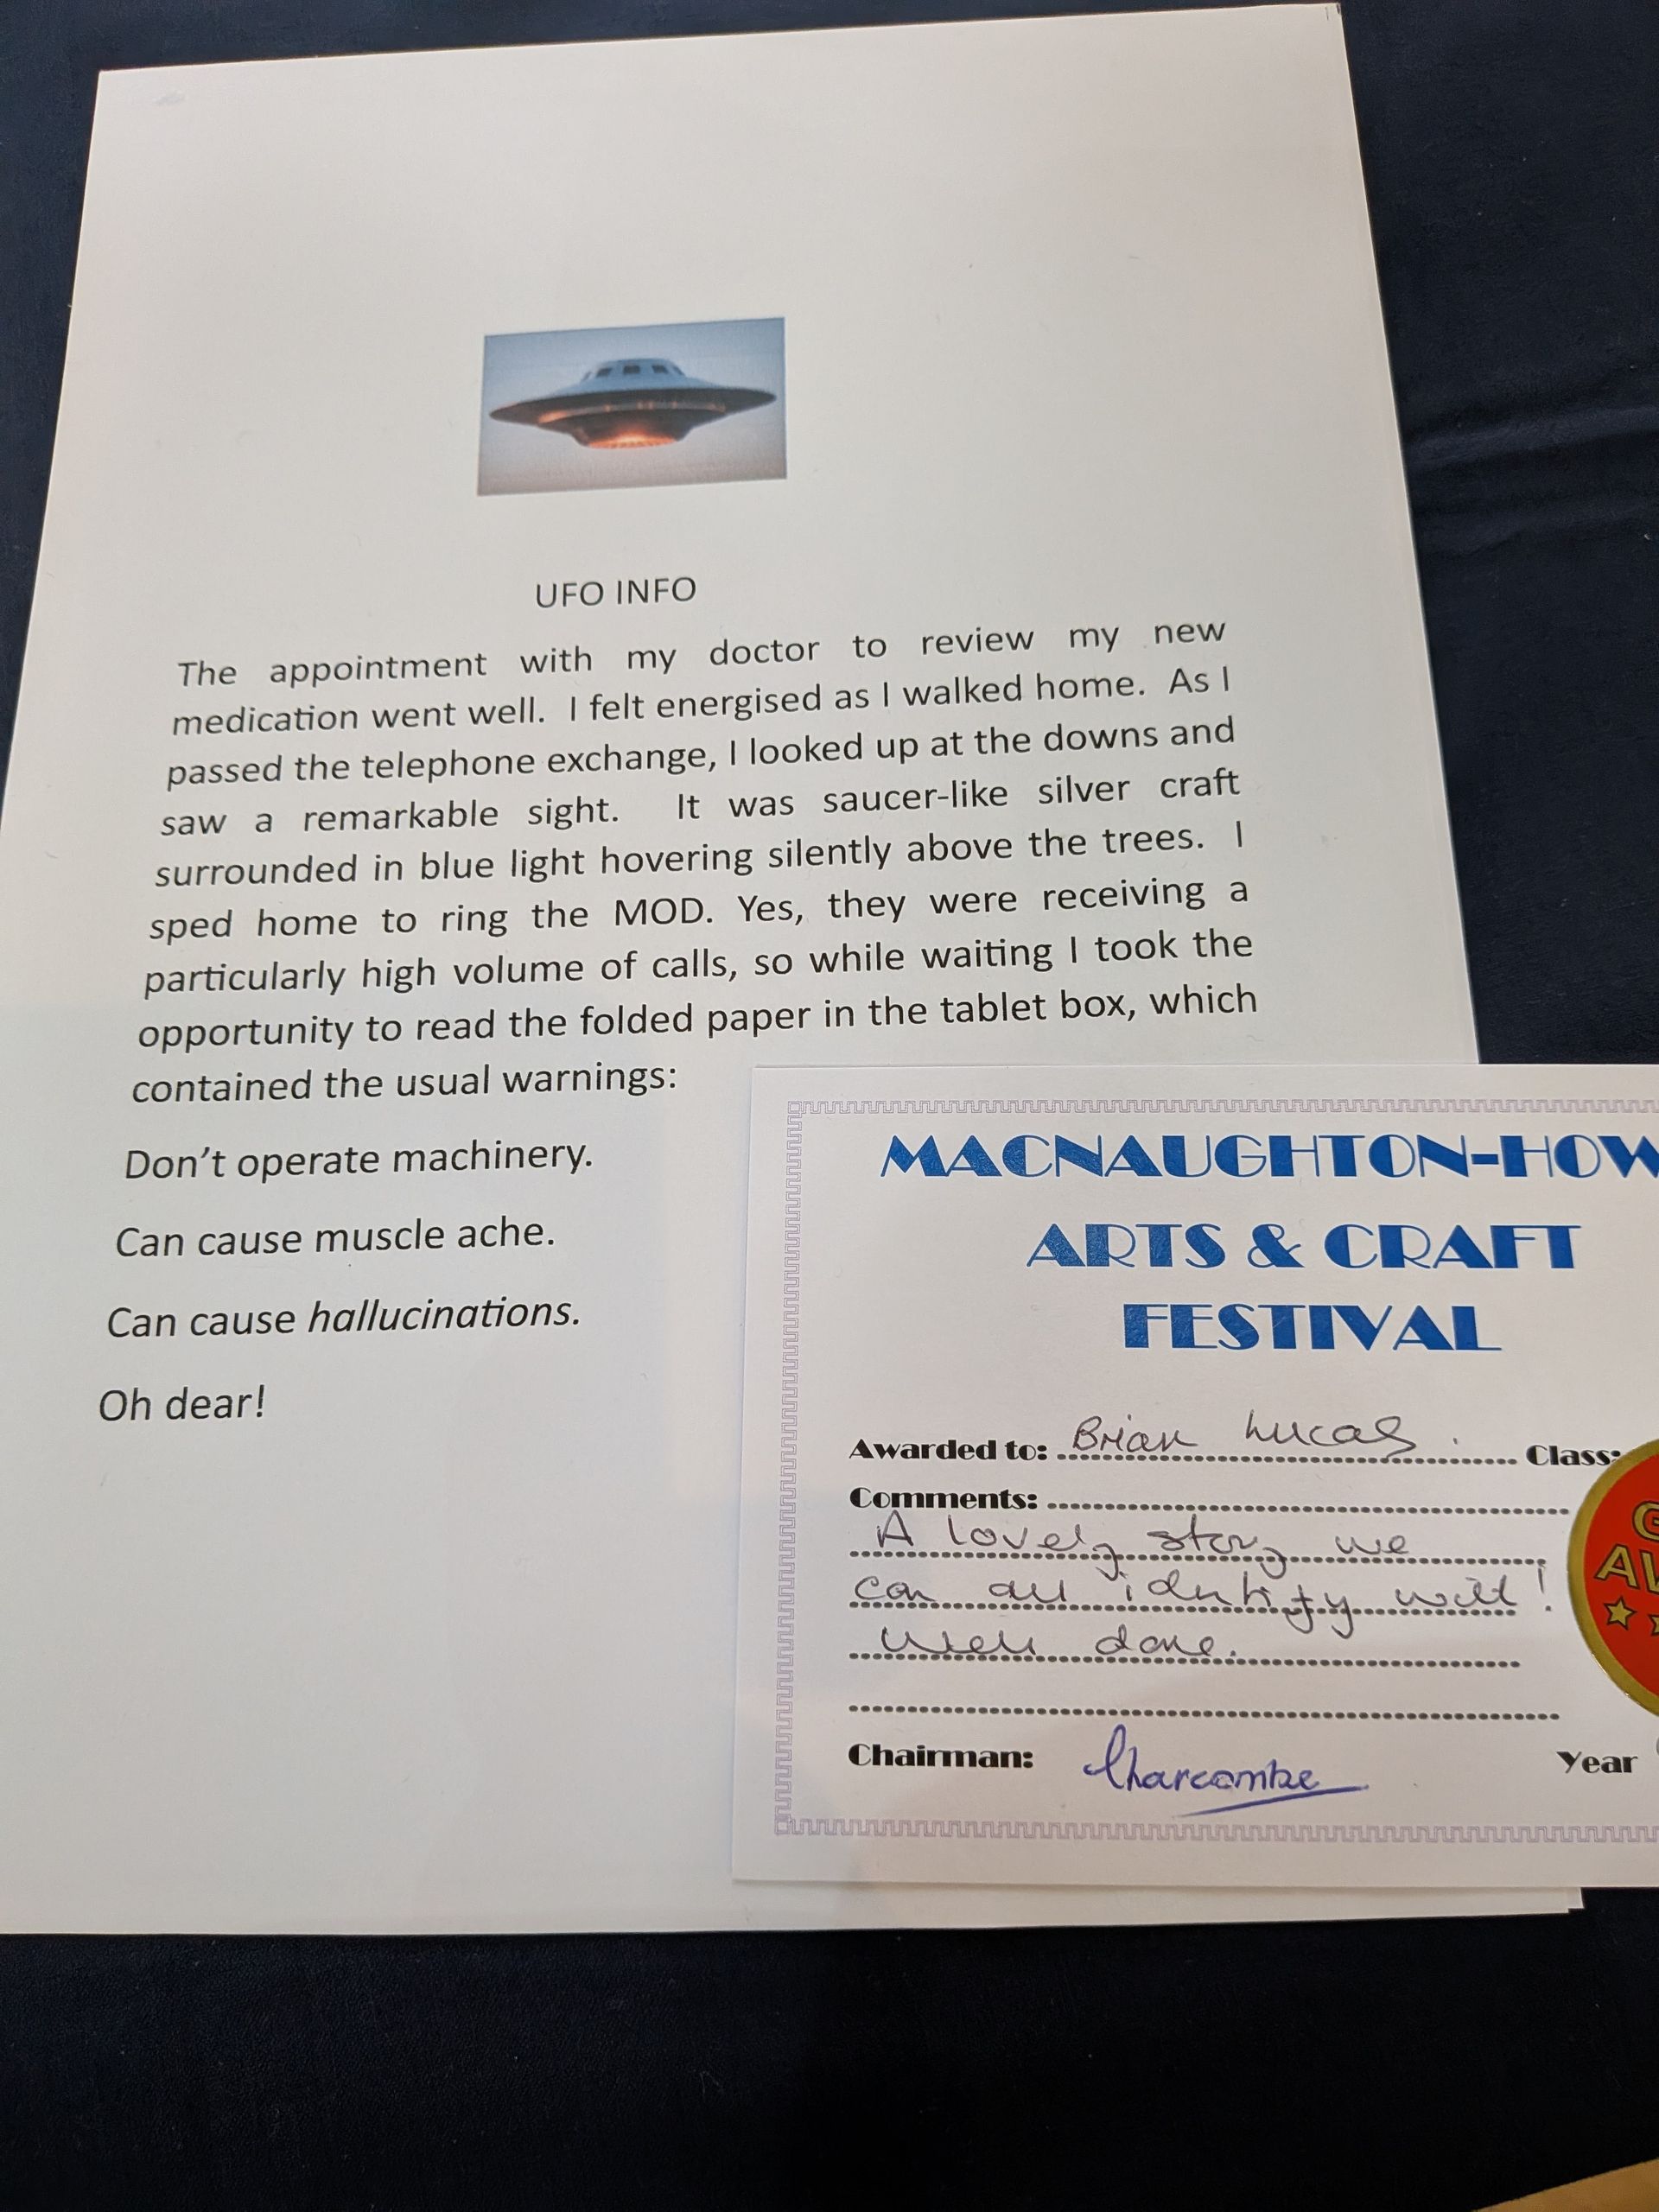 UFO INFO
The appointment with my doctor to review my new
medication went well. I felt energised as I walked home. As I
passed the telephone exchange, I looked up at the downs and
saw a remarkable sight. It was saucer-like silver craft
surrounded in blue light hovering silently above the trees. I
sped home to ring the MOD. Yes, they were receiving a
particularly high volume of calls, so while waiting I took the
opportunity to read the folded paper in the tablet box, which
contained the usual warnings:
Don't operate machinery.
Can cause muscle ache.
Can cause hallucinations.
Oh dear!
MACNAUGHTON-HOW
ARTS & CRAFT
FESTIVAL
Awarded to: Brian Lucas Class:
Comments:
A lovely story we
can all identify with!
Well done.
Chairman: Year